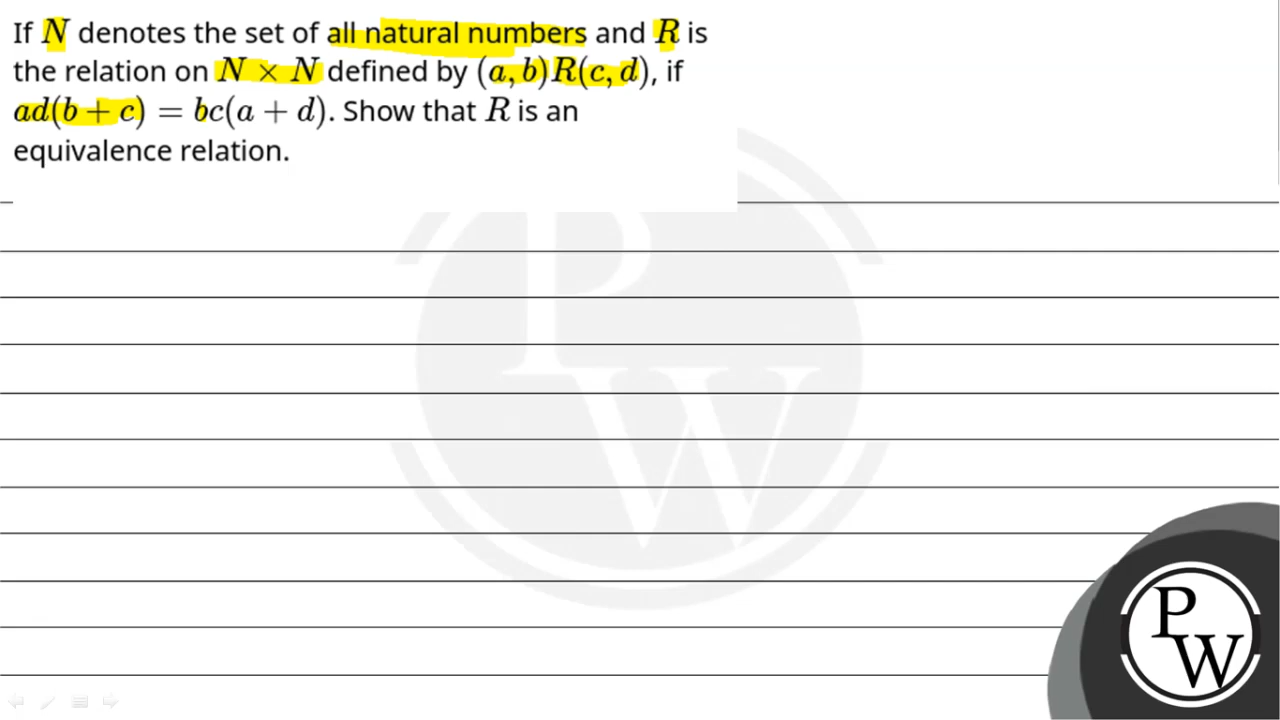 If N denotes the set of all natural numbers and R is
the relation on N × N defined by (a, b)R(c, d), if
ad(b + c) = bc(a + d). Show that R is an
equivalence relation.
P
W
P
W